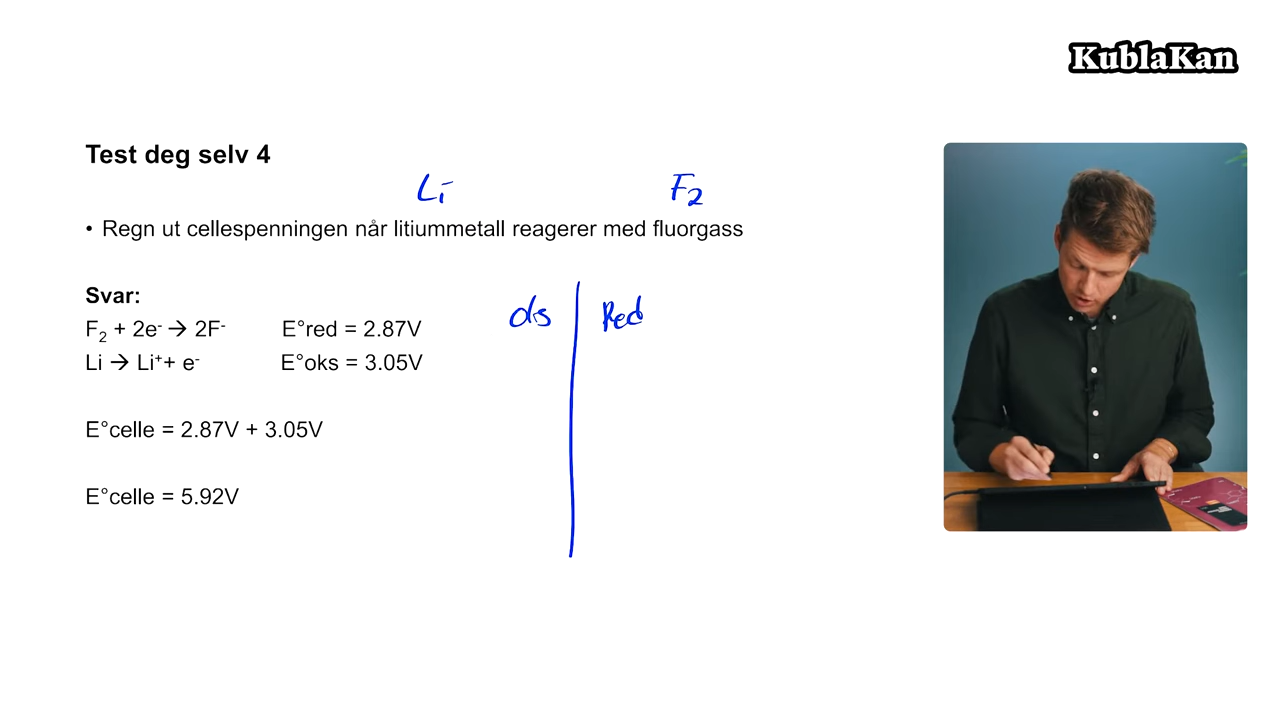 KublaKan
Test deg selv 4
Li
F2
• Regn ut cellespenningen når litiummetall reagerer med fluorgass
Svar:
F2 + 2e- → 2F- E°red = 2.87V
Li → Li++ e- E°oks = 3.05V
oks | Red
E°celle = 2.87V + 3.05V
E°celle = 5.92V